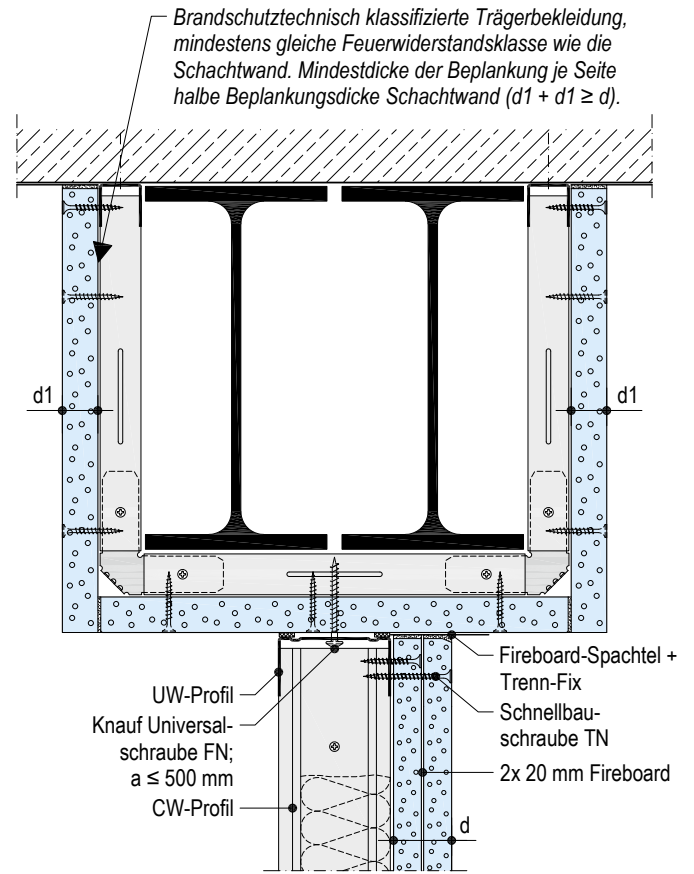 Brandschutztechnisch klassifizierte Trägerbekleidung,
mindestens gleiche Feuerwiderstandsklasse wie die
Schachtwand. Mindestdicke der Beplankung je Seite
halbe Beplankungsdicke Schachtwand (d1 + d1 ≥ d).
d1
d1
UW-Profil
Knauf Universal-
schraube FN;
a ≤ 500 mm
CW-Profil
Fireboard-Spachtel +
Trenn-Fix
Schnellbau-
schraube TN
2x 20 mm Fireboard
d